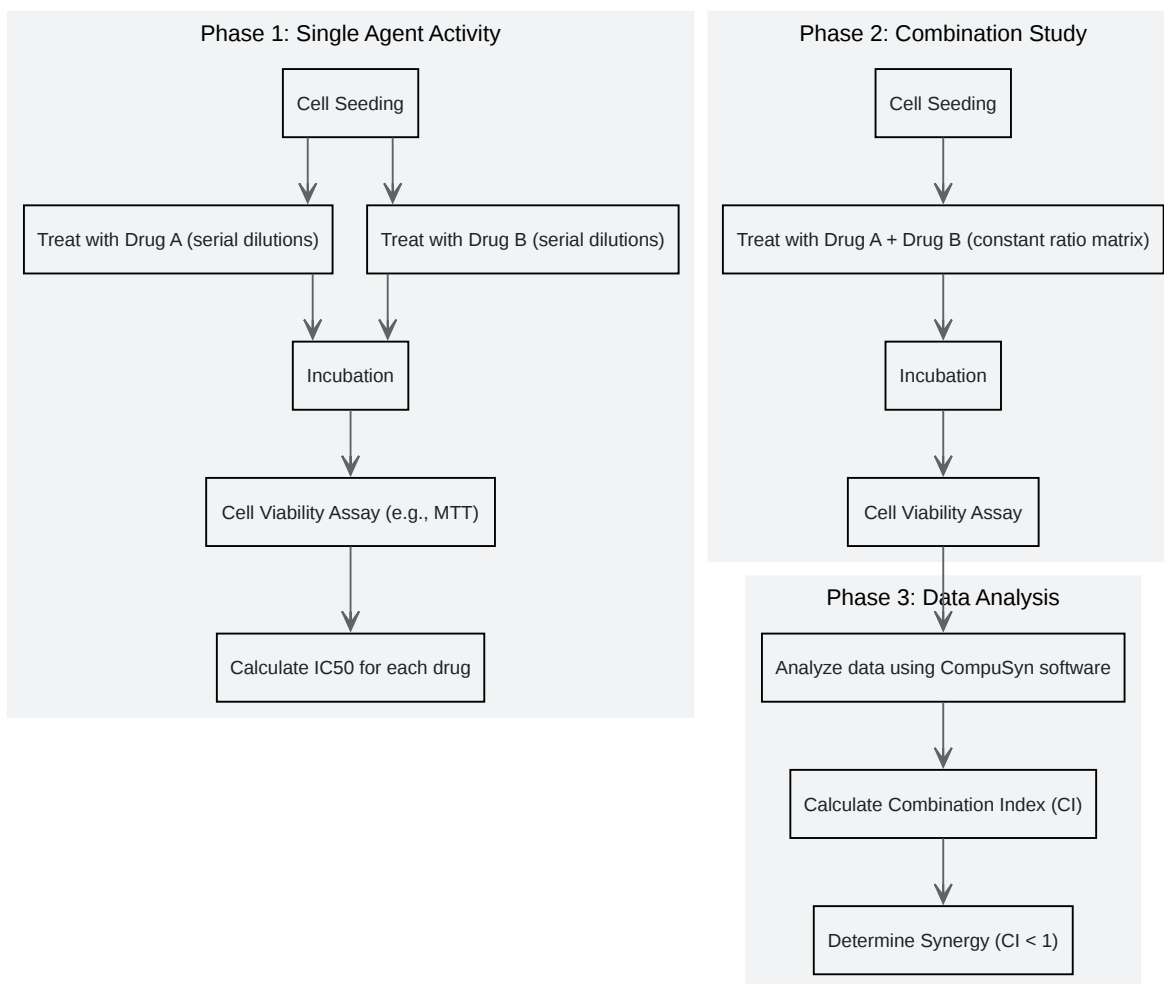 Phase 1: Single Agent Activity
Cell Seeding
Treat with Drug A (serial dilutions)
Treat with Drug B (serial dilutions)
Incubation
Cell Viability Assay (e.g., MTT)
Calculate IC50 for each drug
Phase 2: Combination Study
Cell Seeding
Treat with Drug A + Drug B (constant ratio matrix)
Incubation
Cell Viability Assay
Phase 3: Data Analysis
Analyze data using CompuSyn software
Calculate Combination Index (CI)
Determine Synergy (CI < 1)